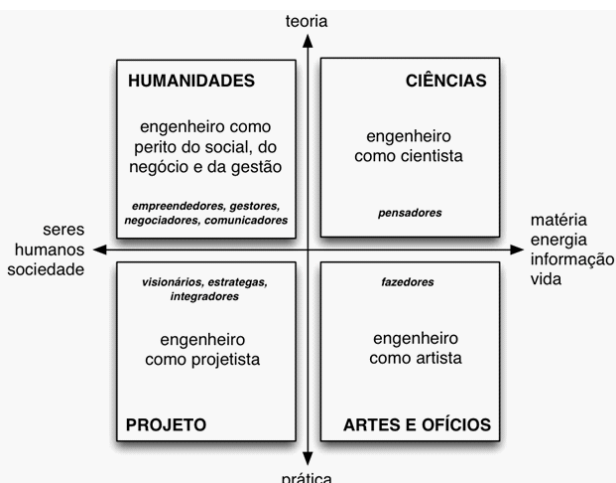 teoria
HUMANIDADES
engenheiro como
perito do social, do
negócio e da gestão
empreendedores, gestores,
negociadores, comunicadores
CIÊNCIAS
engenheiro
como cientista
pensadores
seres
humanos
sociedade
matéria
energia
informação
vida
visionários, estrategas,
integradores
engenheiro
como projetista
PROJETO
fazedores
engenheiro
como artista
ARTES E OFÍCIOS
prática